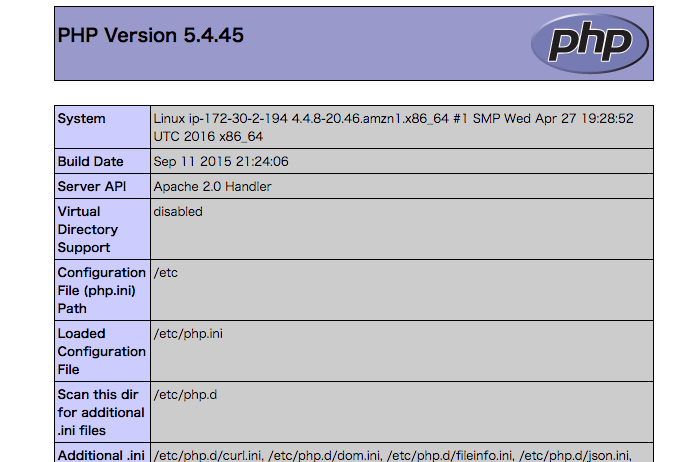 PHP Version 5.4.45
php
System
Linux ip-172-30-2-194 4.4.8-20.46.amzn1.x86_64 #1 SMP Wed Apr 27 19:28:52
UTC 2016 x86_64
Build Date
Sep 11 2015 21:24:06
Server API
Apache 2.0 Handler
Virtual
Directory
Support
disabled
Configuration
File (php.ini)
Path
/etc
Loaded
Configuration
File
/etc/php.ini
Scan this dir
for additional
.ini files
/etc/php.d
Additional .ini
/etc/php.d/curl.ini, /etc/php.d/dom.ini, /etc/php.d/fileinfo.ini, /etc/php.d/json.ini,